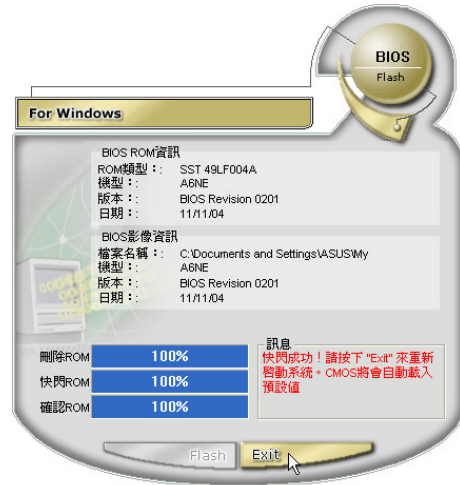 BIOS
Flash
For Windows
BIOS ROM資訊
ROM類型：: SST 49LF004A
機型：: A6NE
版本：: BIOS Revision 0201
日期：: 11/11/04
BIOS影像資訊
檔案名稱：: C:\Documents and Settings\ASUS\My
機型：: A6NE
版本：: BIOS Revision 0201
日期：: 11/11/04
刪除ROM 100%
快閃ROM 100%
確認ROM 100%
訊息
快閃成功！請按下 "Exit" 來重新
啓動系統。CMOS將會自動載入
預設值
Flash Exit